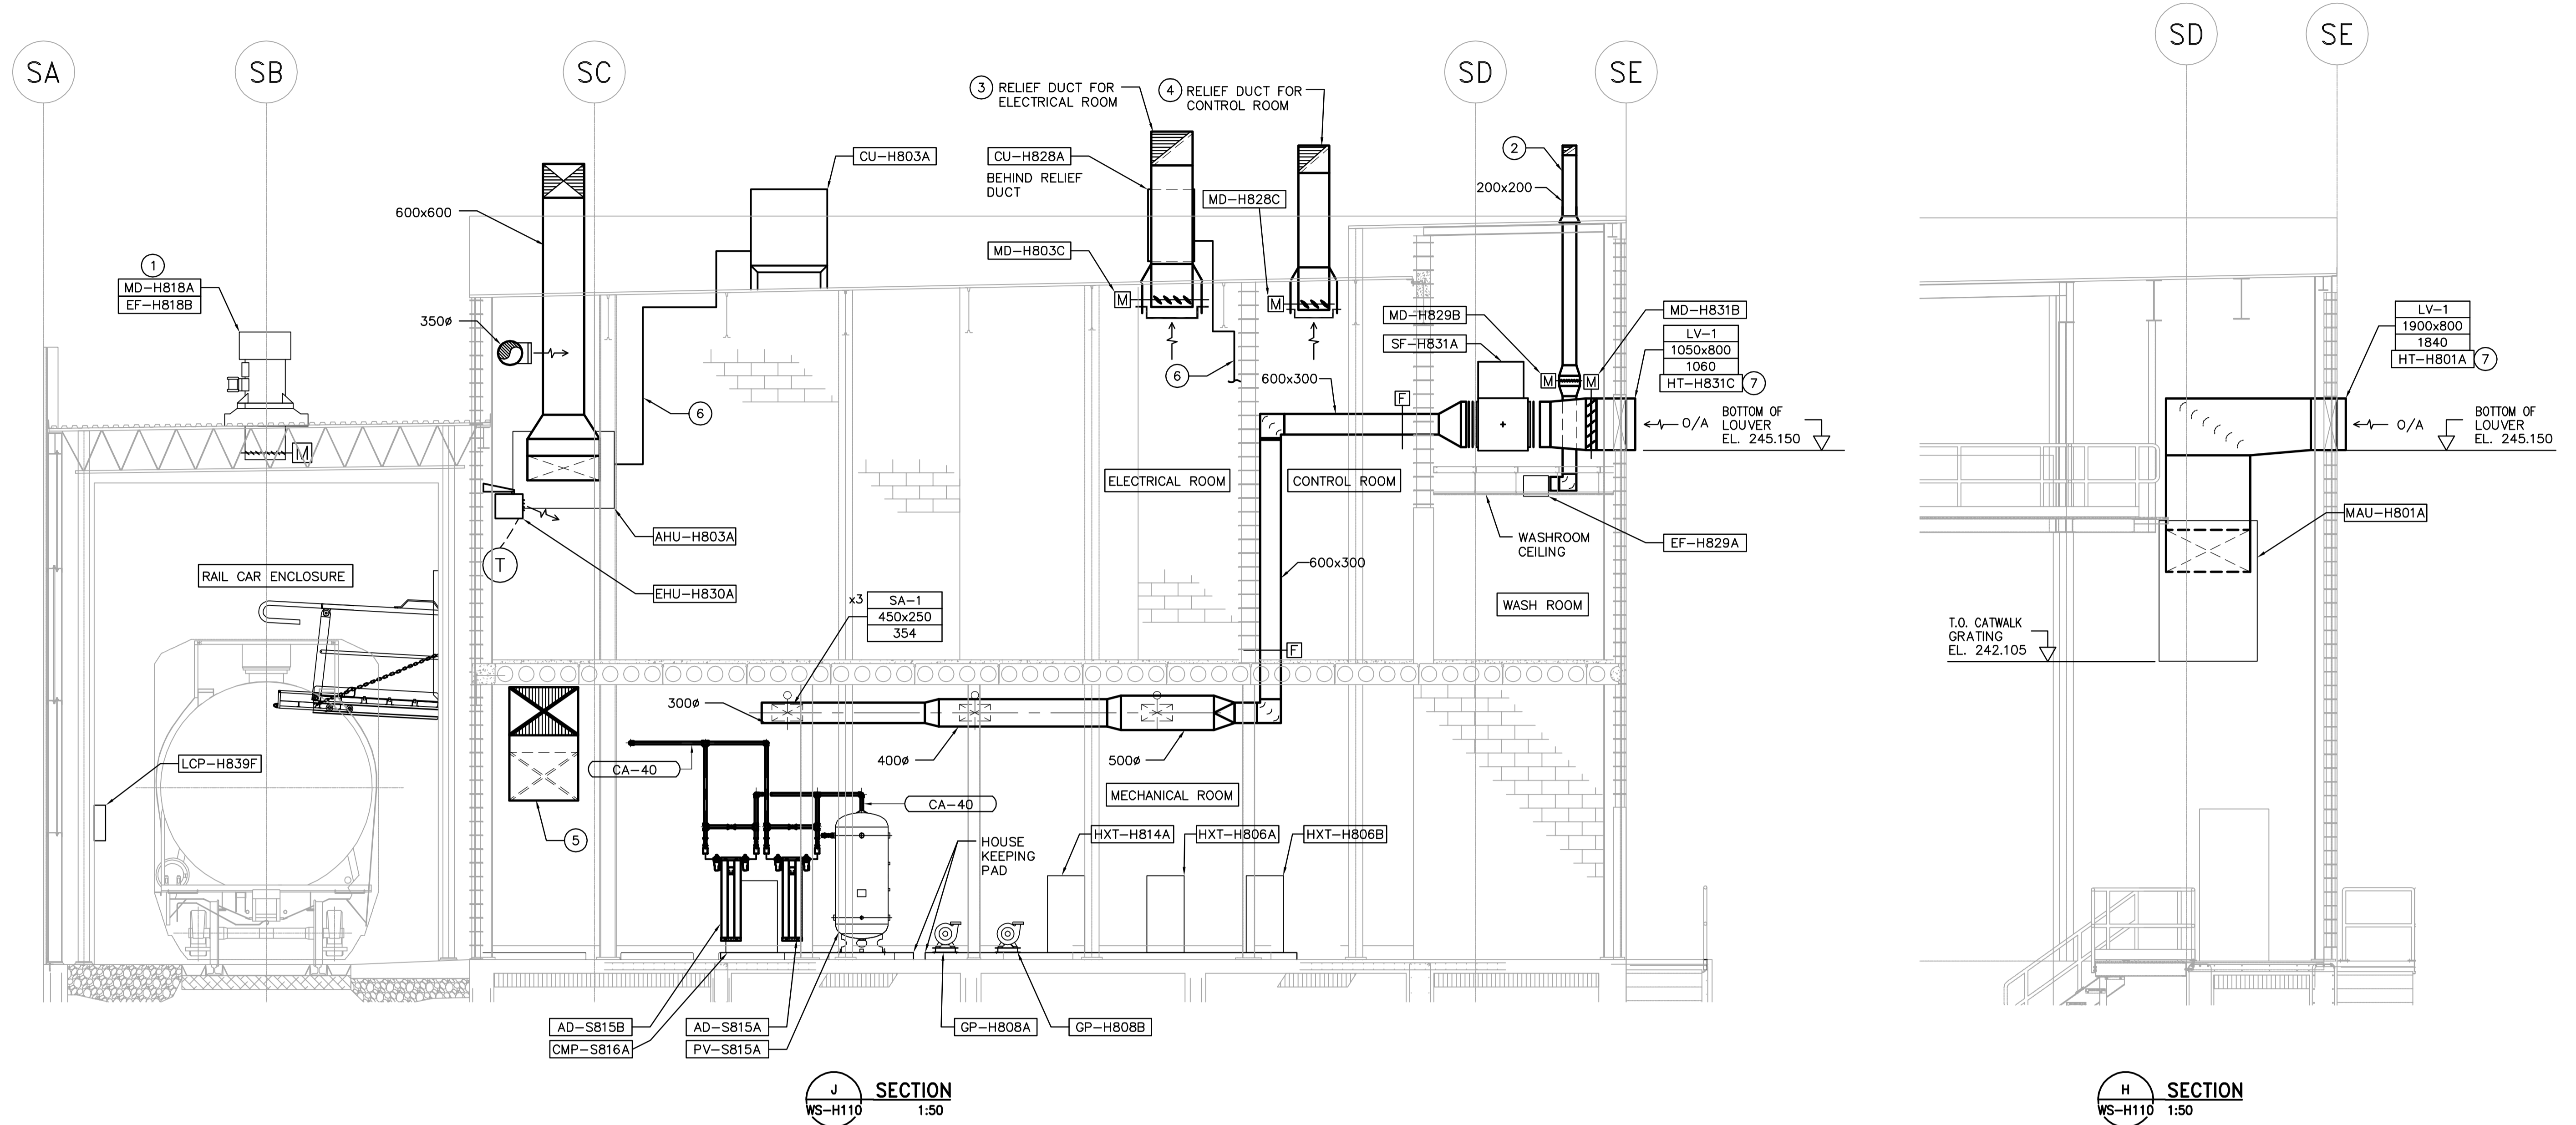 SA
SB
SC
SD
SE
SD
SE
3 RELIEF DUCT FOR
ELECTRICAL ROOM
4 RELIEF DUCT FOR
CONTROL ROOM
CU-H803A
CU-H828A
BEHIND RELIEF
DUCT
2
200x200
MD-H828C
600x600
MD-H803C
M
M
1
MD-H818A
EF-H818B
350ø
M
6
6
600x300
F
MD-H829B
SF-H831A
M
M
MD-H831B
LV-1
1050x800
1060
HT-H831C 7
O/A
BOTTOM OF
LOUVER
EL. 245.150
LV-1
1900x800
1840
HT-H801A 7
O/A
BOTTOM OF
LOUVER
EL. 245.150
ELECTRICAL ROOM
CONTROL ROOM
MAU-H801A
AHU-H803A
WASHROOM
CEILING
EF-H829A
T
RAIL CAR ENCLOSURE
EHU-H830A
x3
SA-1
450x250
354
600x300
WASH ROOM
T.O. CATWALK
GRATING
EL. 242.105
F
300ø
400ø
500ø
LCP-H839F
CA-40
CA-40
MECHANICAL ROOM
5
HOUSE
KEEPING
PAD
HXT-H814A
HXT-H806A
HXT-H806B
AD-S815B
CMP-S816A
AD-S815A
PV-S815A
GP-H808A
GP-H808B
J
WS-H110
SECTION
1:50
H
WS-H110
SECTION
1:50